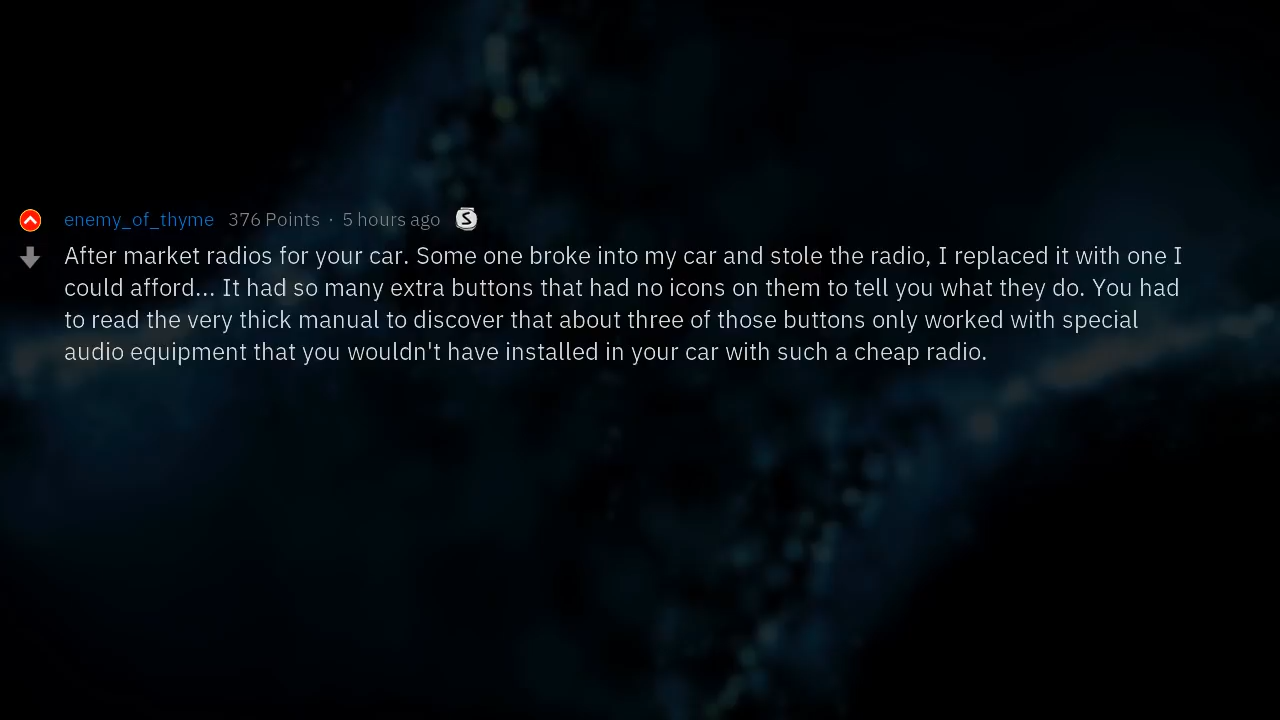 enemy_of_thyme 376 Points · 5 hours ago S
After market radios for your car. Some one broke into my car and stole the radio, I replaced it with one I
could afford... It had so many extra buttons that had no icons on them to tell you what they do. You had
to read the very thick manual to discover that about three of those buttons only worked with special
audio equipment that you wouldn't have installed in your car with such a cheap radio.